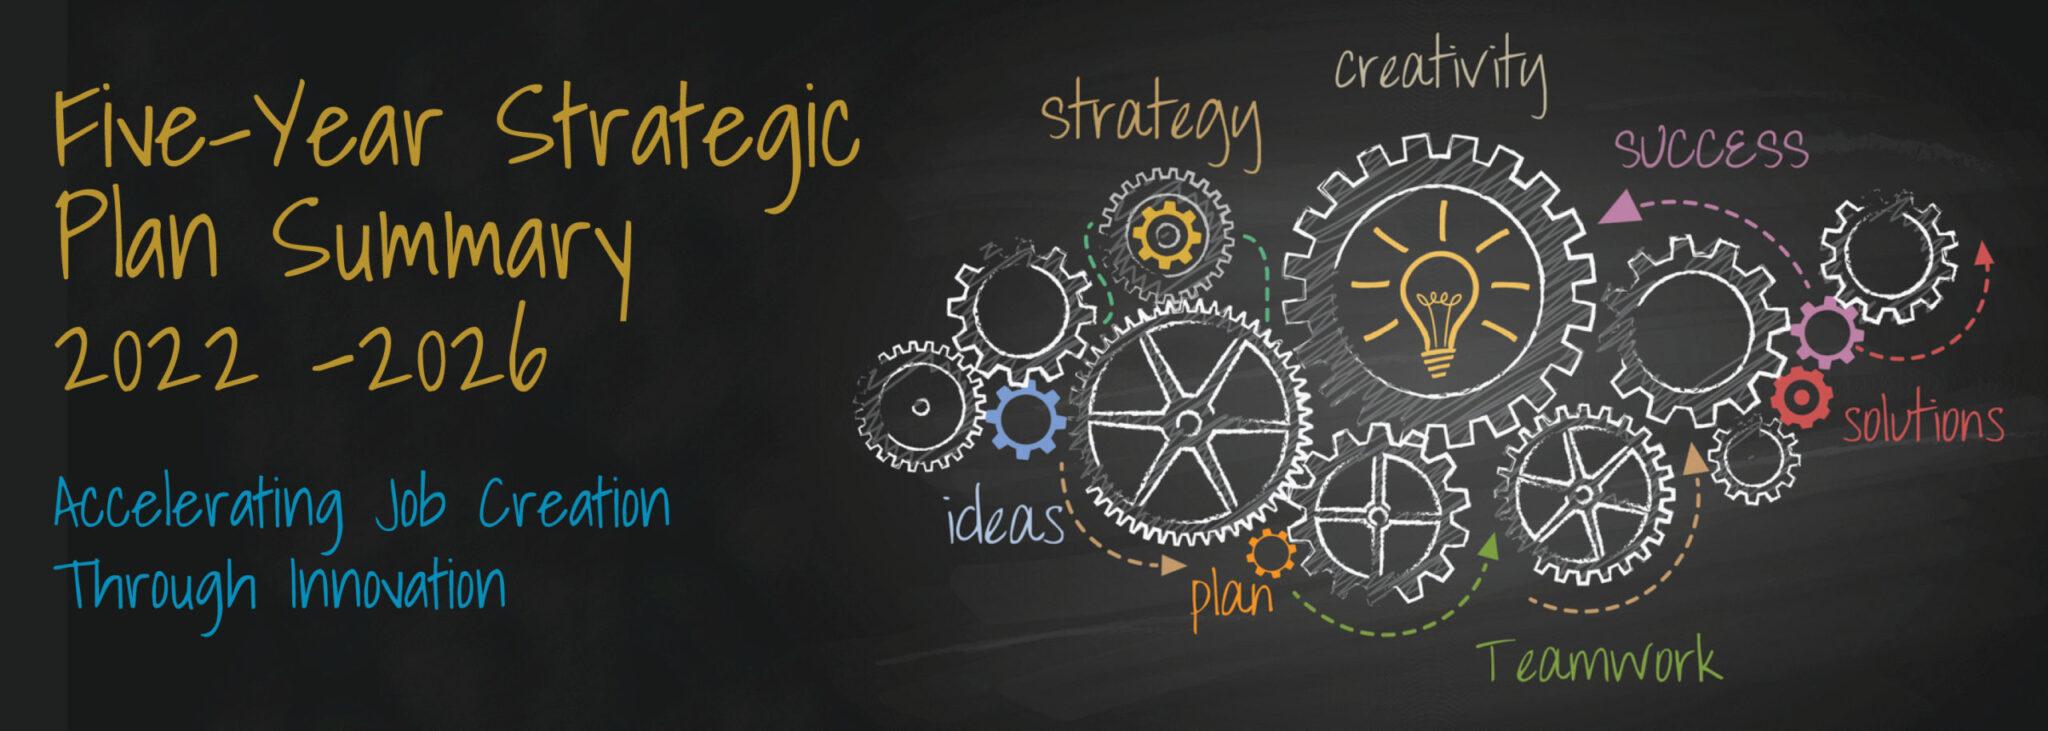 Five-Year Strategic
Plan Summary
2022 -2026
Accelerating Job Creation
Through Innovation
creativity
strategy
success
solutions
ideas
plan
Teamwork